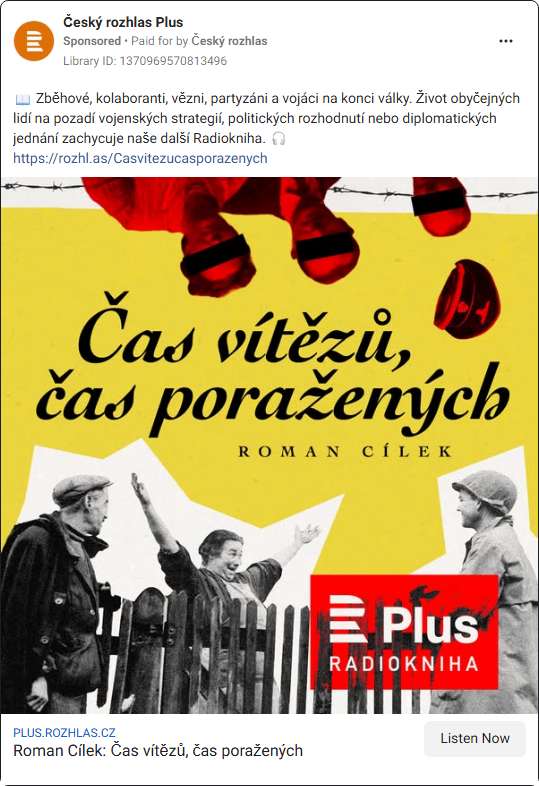 Český rozhlas Plus
Sponsored • Paid for by Český rozhlas
Library ID: 1370969570813496
📖 Zběhové, kolaboranti, vězni, partyzáni a vojáci na konci války. Život obyčejných
lidí na pozadí vojenských strategií, politických rozhodnutí nebo diplomatických
jednání zachycuje naše další Radiokniha. 🎧
https://rozhl.as/Casvitezucasporazenych
Čas vítězů,
čas poražených
ROMAN CÍLEK
Plus
RADIOKNIHA
PLUS.ROZHLAS.CZ
Roman Cílek: Čas vítězů, čas poražených
Listen Now